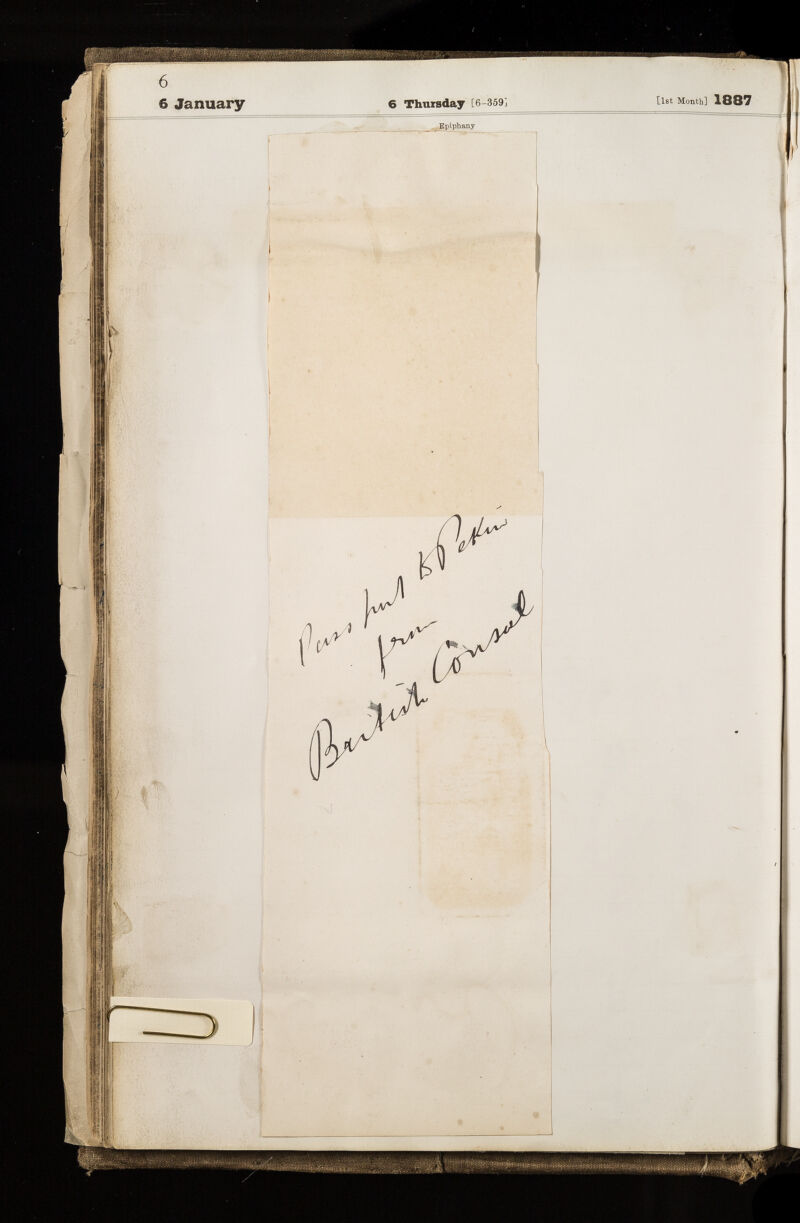 6
6 January 6 Thursday [6-359] [1st Month] 1887
Epiphany
Pass port to Pekin
from
British Consul